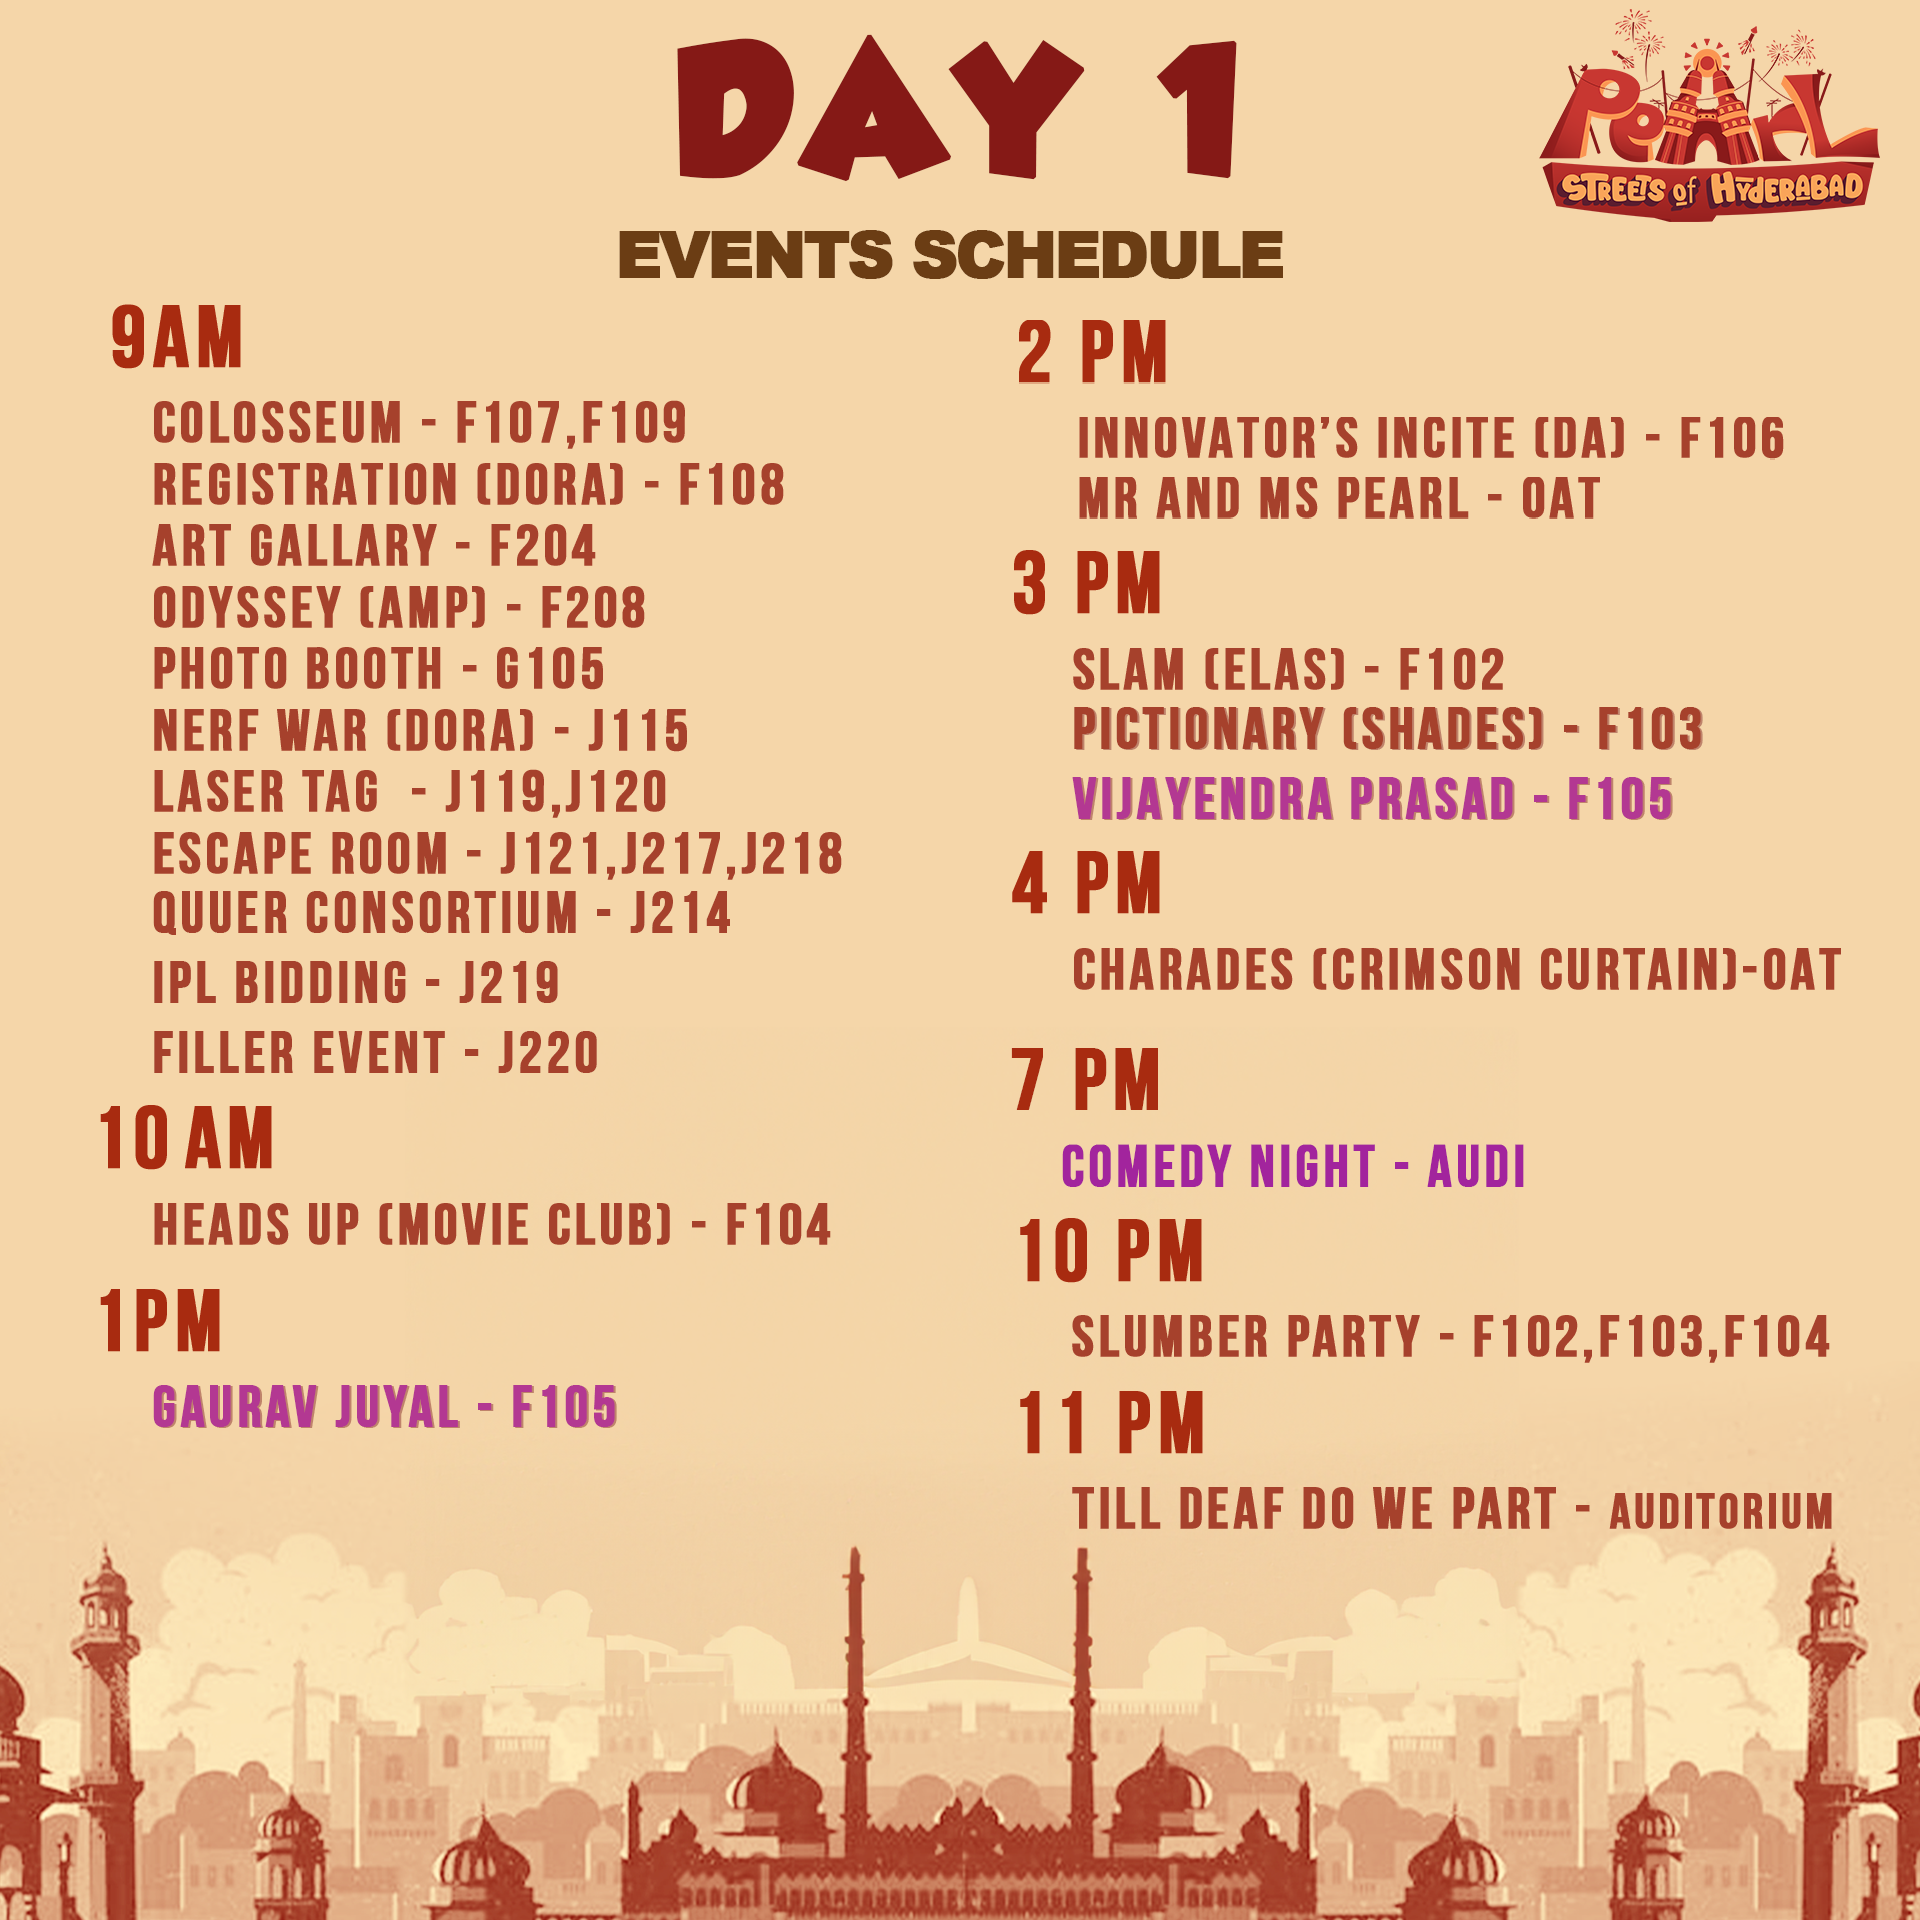 DAY 1
PeArL
STREETS of HYDERABAD
EVENTS SCHEDULE
9AM
COLOSSEUM - F107,F109
REGISTRATION (DORA) - F108
ART GALLARY - F204
ODYSSEY (AMP) - F208
PHOTO BOOTH - G105
NERF WAR (DORA) - J115
LASER TAG - J119,J120
ESCAPE ROOM - J121,J217,J218
QUUER CONSORTIUM - J214
IPL BIDDING - J219
FILLER EVENT - J220
10 AM
HEADS UP (MOVIE CLUB) - F104
1PM
GAURAV JUYAL - F105
2 PM
INNOVATOR'S INCITE (DA) - F106
MR AND MS PEARL - OAT
3 PM
SLAM (ELAS) - F102
PICTIONARY (SHADES) - F103
VIJAYENDRA PRASAD - F105
4 PM
CHARADES (CRIMSON CURTAIN)-OAT
7 PM
COMEDY NIGHT - AUDI
10 PM
SLUMBER PARTY - F102,F103,F104
11 PM
TILL DEAF DO WE PART - AUDITORIUM